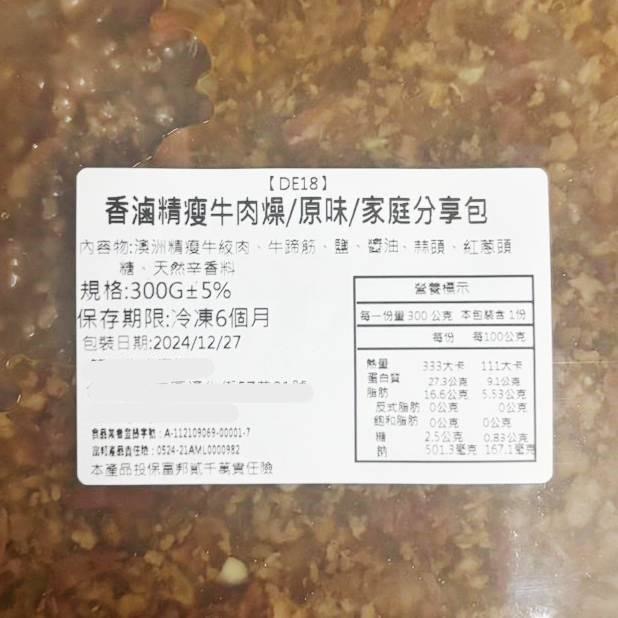 【DE18】
香滷精瘦牛肉燥/原味/家庭分享包
內容物:澳洲精瘦牛絞肉、牛蹄筋、鹽、醬油、蒜頭、紅蔥頭
糖、天然辛香料
規格:300G±5%
保存期限:冷凍6個月
包裝日期:2024/12/27
食品業者登錄字號：A-112109069-00001-7
富邦產品責任險：0524-21AML0000982
本產品投保富邦貳千萬責任險
營養標示
每一份量 300 公克 本包裝含 1份
每份 每100公克
熱量 333大卡 111大卡
蛋白質 27.3公克 9.1公克
脂肪 16.6公克 5.53公克
反式脂肪 0公克 0公克
飽和脂肪 0公克 0公克
糖 2.5公克 0.83公克
鈉 501.3毫克 167.1毫克